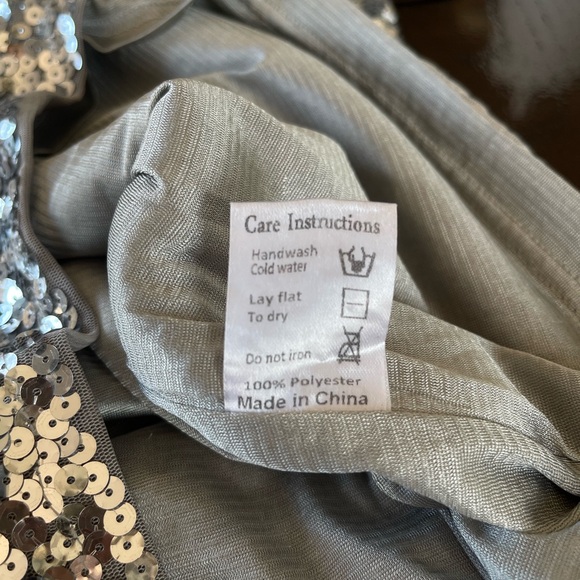 Care Instructions
Handwash
Cold water
Lay flat
To dry
Do not iron
100% Polyester
Made in China